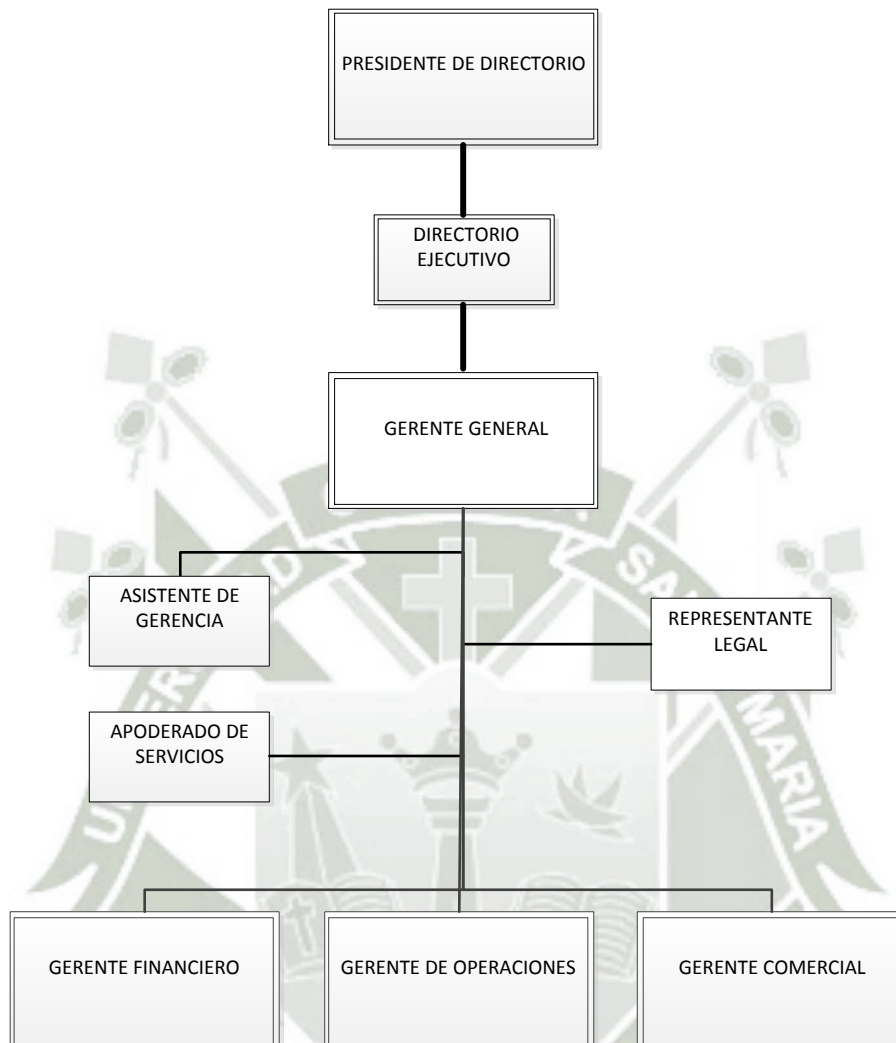 PRESIDENTE DE DIRECTORIO
DIRECTORIO
EJECUTIVO
GERENTE GENERAL
ASISTENTE DE
GERENCIA
REPRESENTANTE
LEGAL
APODERADO DE
SERVICIOS
GERENTE FINANCIERO
GERENTE DE OPERACIONES
GERENTE COMERCIAL
MARIA